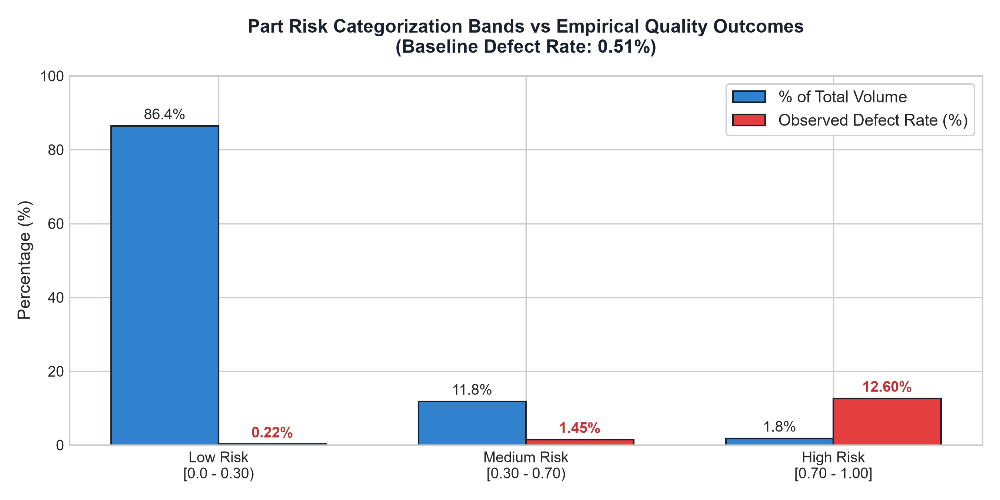 Part Risk Categorization Bands vs Empirical Quality Outcomes
(Baseline Defect Rate: 0.51%)
% of Total Volume
Observed Defect Rate (%)
Percentage (%)
100
80
60
40
20
0
86.4%
0.22%
11.8%
1.45%
1.8%
12.60%
Low Risk
[0.0 - 0.30)
Medium Risk
[0.30 - 0.70)
High Risk
[0.70 - 1.00]